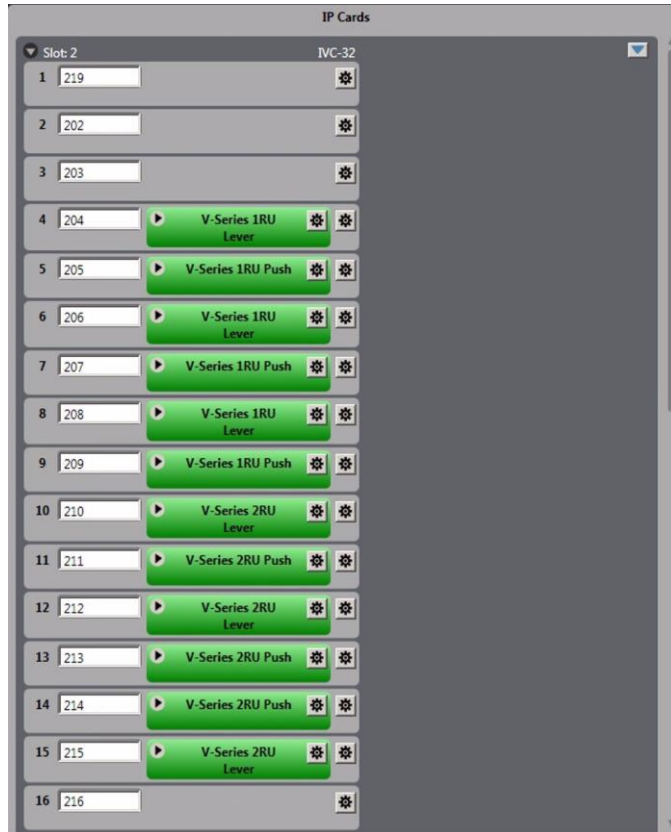 IP Cards
Slot: 2 IVC-32
1 219
2 202
3 203
4 204 V-Series 1RU
Lever
5 205 V-Series 1RU Push
6 206 V-Series 1RU
Lever
7 207 V-Series 1RU Push
8 208 V-Series 1RU
Lever
9 209 V-Series 1RU Push
10 210 V-Series 2RU
Lever
11 211 V-Series 2RU Push
12 212 V-Series 2RU
Lever
13 213 V-Series 2RU Push
14 214 V-Series 2RU Push
15 215 V-Series 2RU
Lever
16 216